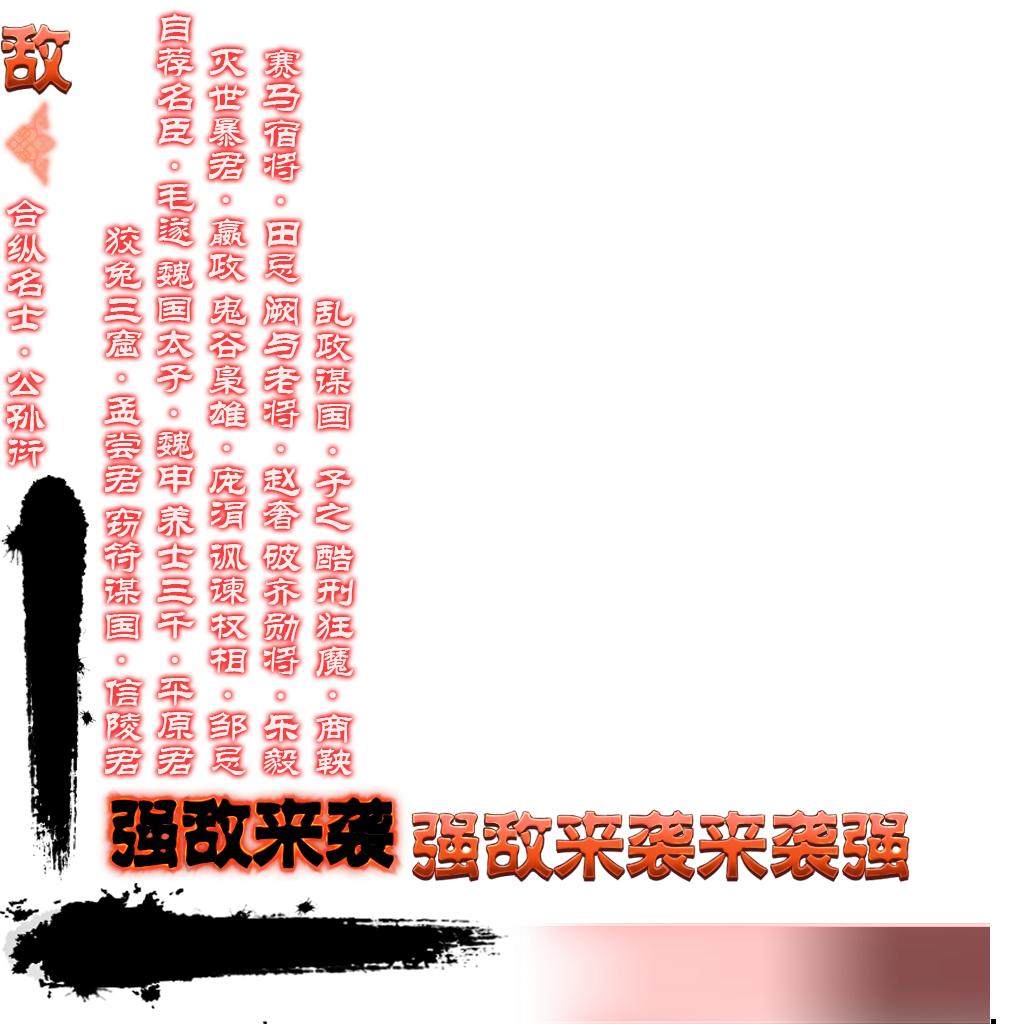 敌
合纵名士·公孙衍
狡兔三窟·孟尝君
窃符谋国·信陵君
自荐名臣·毛遂
魏国太子·魏申
养士三千·平原君
灭世暴君·嬴政
鬼谷枭雄·庞涓
讽谏权相·邹忌
赛马宿将·田忌
阏与老将·赵奢
破齐勋将·乐毅
乱政谋国·子之
酷刑狂魔·商鞅
强敌来袭
强敌来袭来袭强